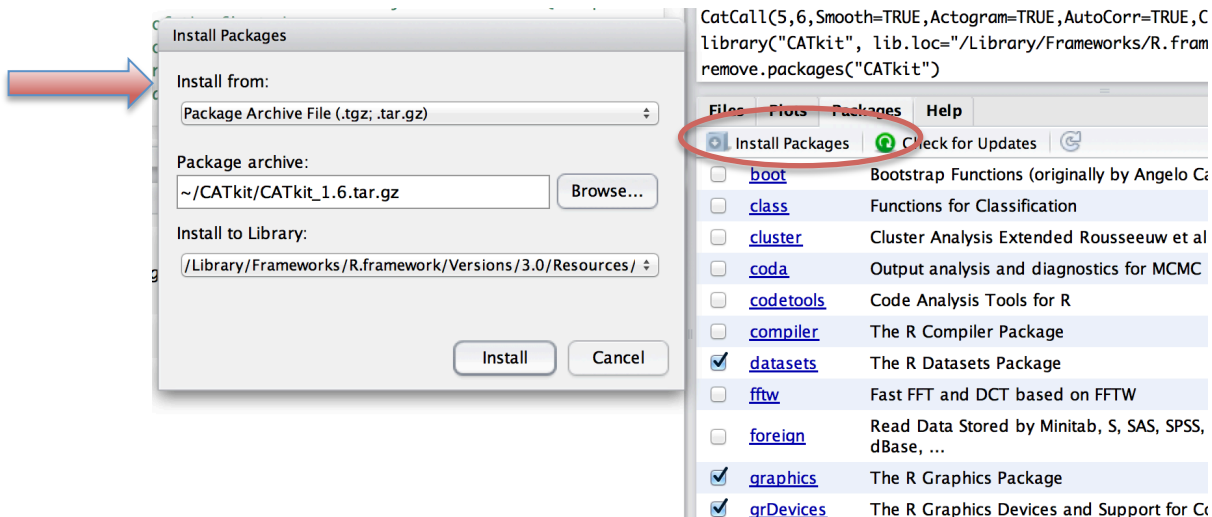 Install Packages
Install from:
Package Archive File (.tgz; .tar.gz)
Package archive:
~/CATkit/CATkit_1.6.tar.gz
Browse...
Install to Library:
/Library/Frameworks/R.framework/Versions/3.0/Resources/
Install Cancel
CatCall(5,6,Smooth=TRUE,Actogram=TRUE,AutoCorr=TRUE,C
library("CATkit", lib.loc="/Library/Frameworks/R.fram
remove.packages("CATkit")
Files Plots Packages Help
Install Packages Check for Updates
boot Bootstrap Functions (originally by Angelo Ca
class Functions for Classification
cluster Cluster Analysis Extended Rousseeuw et al
coda Output analysis and diagnostics for MCMC
codetools Code Analysis Tools for R
compiler The R Compiler Package
datasets The R Datasets Package
fftw Fast FFT and DCT based on FFTW
foreign Read Data Stored by Minitab, S, SAS, SPSS,
dBase, ...
graphics The R Graphics Package
grDevices The R Graphics Devices and Support for Co